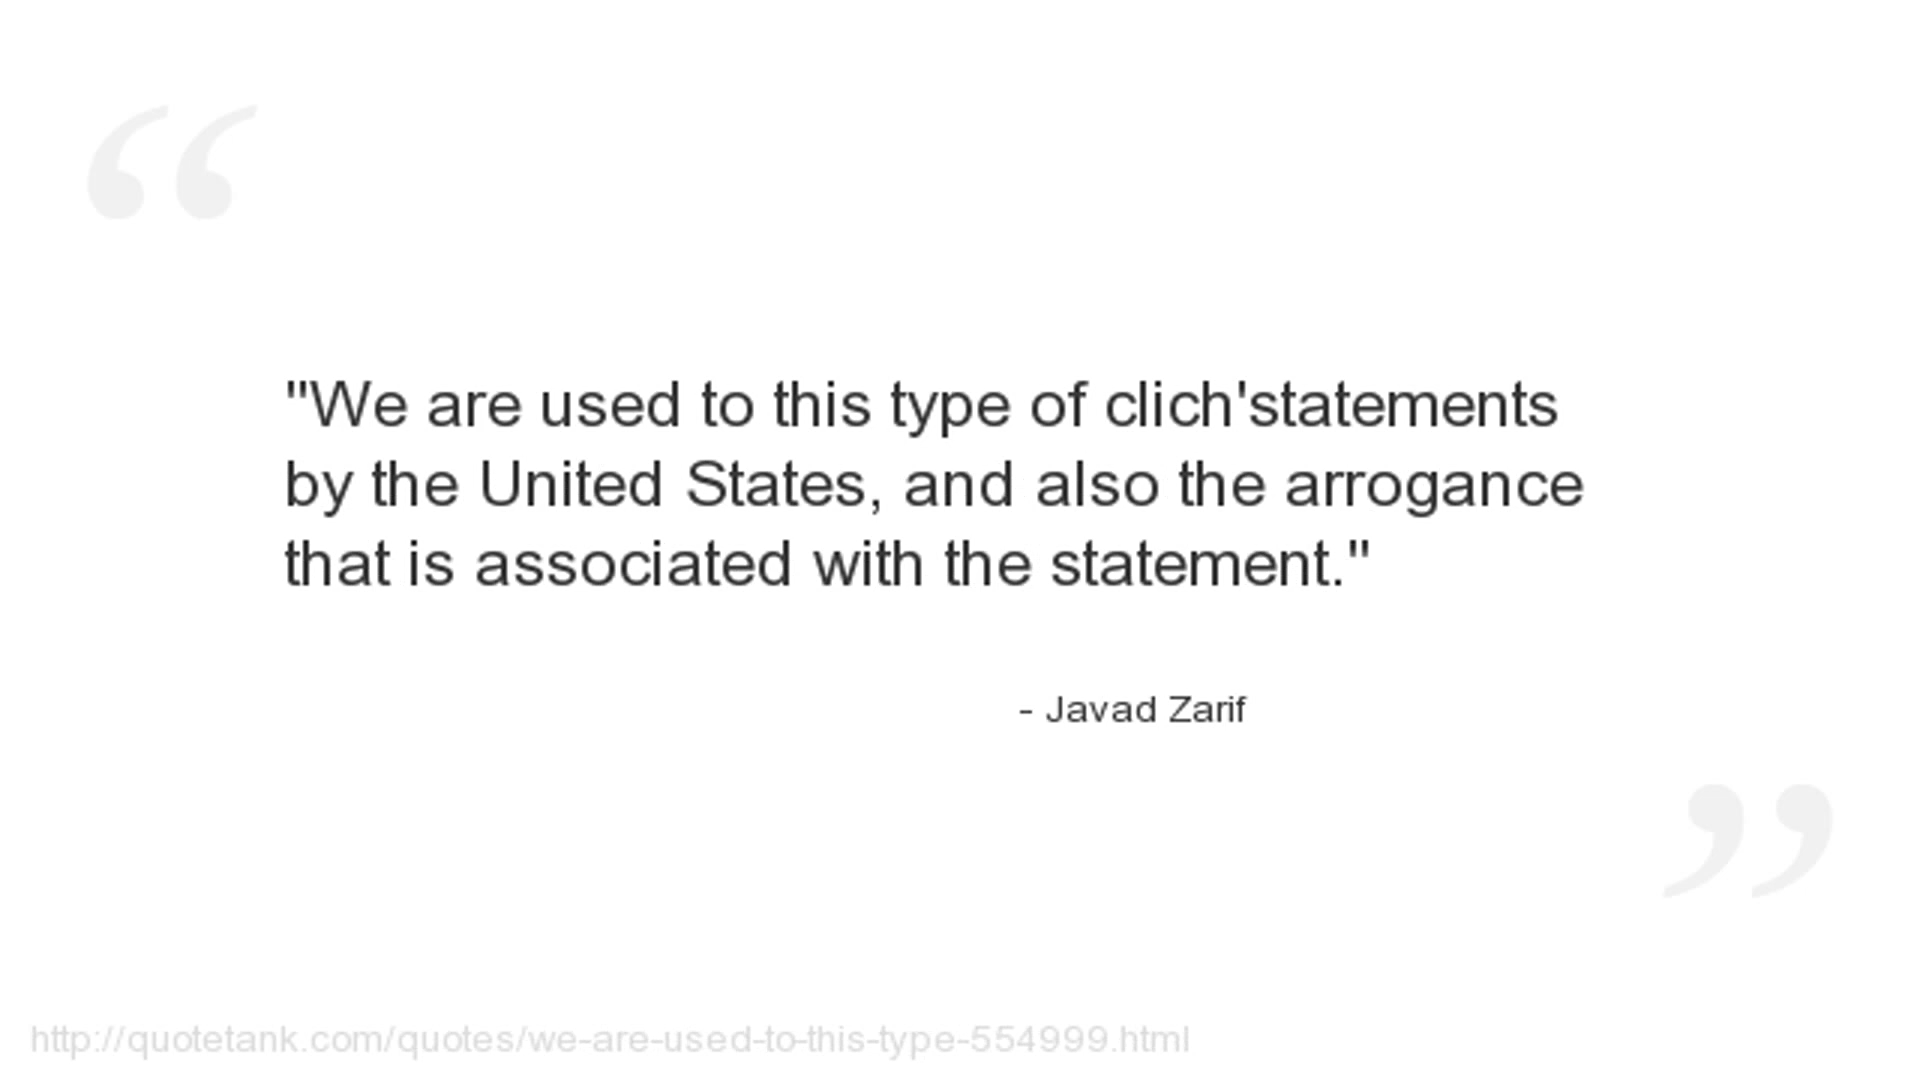 "We are used to this type of clich'statements
by the United States, and also the arrogance
that is associated with the statement."
- Javad Zarif
http://quotetank.com/quotes/we-are-used-to-this-type-554999.html